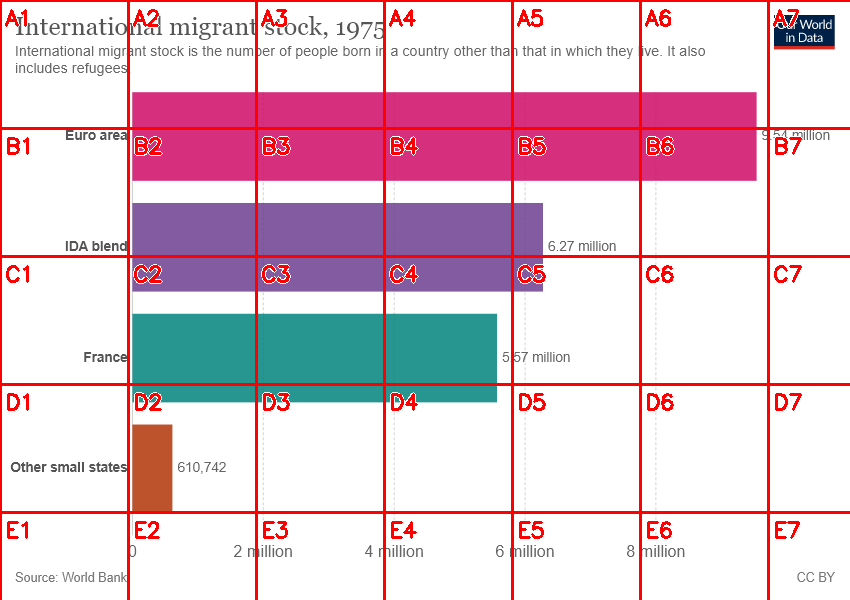 International migrant stock, 1975
Our World
in Data
International migrant stock is the number of people born in a country other than that in which they live. It also
includes refugees.
Euro area
9.54 million
IDA blend
6.27 million
France
5.57 million
Other small states
610,742
0
2 million
4 million
6 million
8 million
Source: World Bank
CC BY
A1
A2
A3
A4
A5
A6
A7
B1
B2
B3
B4
B5
B6
B7
C1
C2
C3
C4
C5
C6
C7
D1
D2
D3
D4
D5
D6
D7
E1
E2
E3
E4
E5
E6
E7